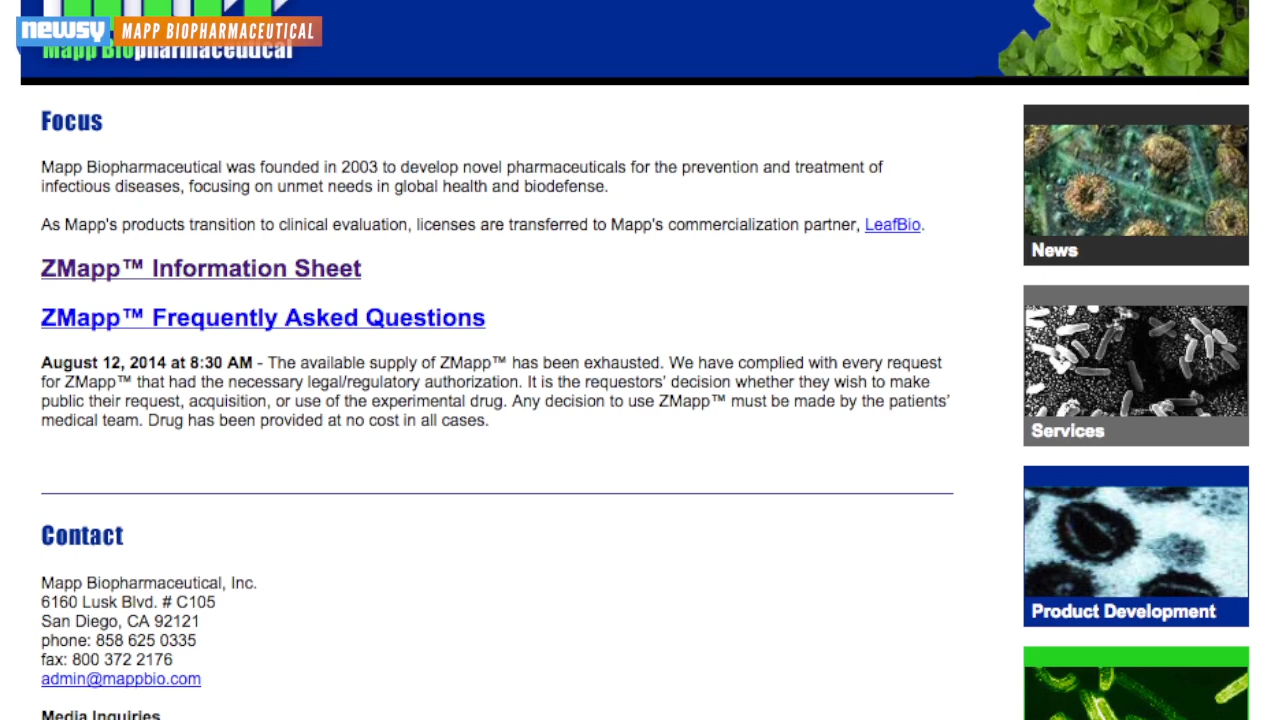 newsy MAPP BIOPHARMACEUTICAL
Mapp Biopharmaceutical
Focus
Mapp Biopharmaceutical was founded in 2003 to develop novel pharmaceuticals for the prevention and treatment of
infectious diseases, focusing on unmet needs in global health and biodefense.
As Mapp's products transition to clinical evaluation, licenses are transferred to Mapp's commercialization partner, LeafBio.
ZMapp™ Information Sheet
ZMapp™ Frequently Asked Questions
August 12, 2014 at 8:30 AM - The available supply of ZMapp™ has been exhausted. We have complied with every request
for ZMapp™ that had the necessary legal/regulatory authorization. It is the requestors' decision whether they wish to make
public their request, acquisition, or use of the experimental drug. Any decision to use ZMapp™ must be made by the patients'
medical team. Drug has been provided at no cost in all cases.
Contact
Mapp Biopharmaceutical, Inc.
6160 Lusk Blvd. # C105
San Diego, CA 92121
phone: 858 625 0335
fax: 800 372 2176
admin@mappbio.com
Media Inquiries
News
Services
Product Development